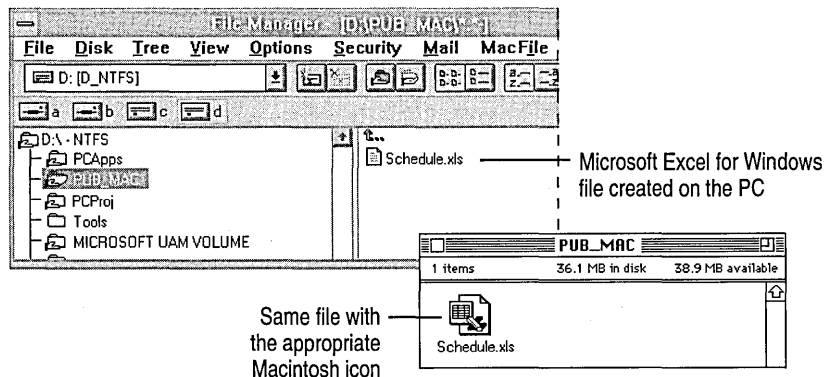 File Manager - [D:\PUB_MAC\*.*]
File Disk Tree View Options Security Mail MacFile
D: [D_NTFS]
a b c d
D:\ - NTFS
PCApps
PUB_MAC
PCProj
Tools
MICROSOFT UAM VOLUME
Schedule.xls
Microsoft Excel for Windows
file created on the PC
PUB_MAC
1 items 36.1 MB in disk 38.9 MB available
Schedule.xls
Same file with
the appropriate
Macintosh icon